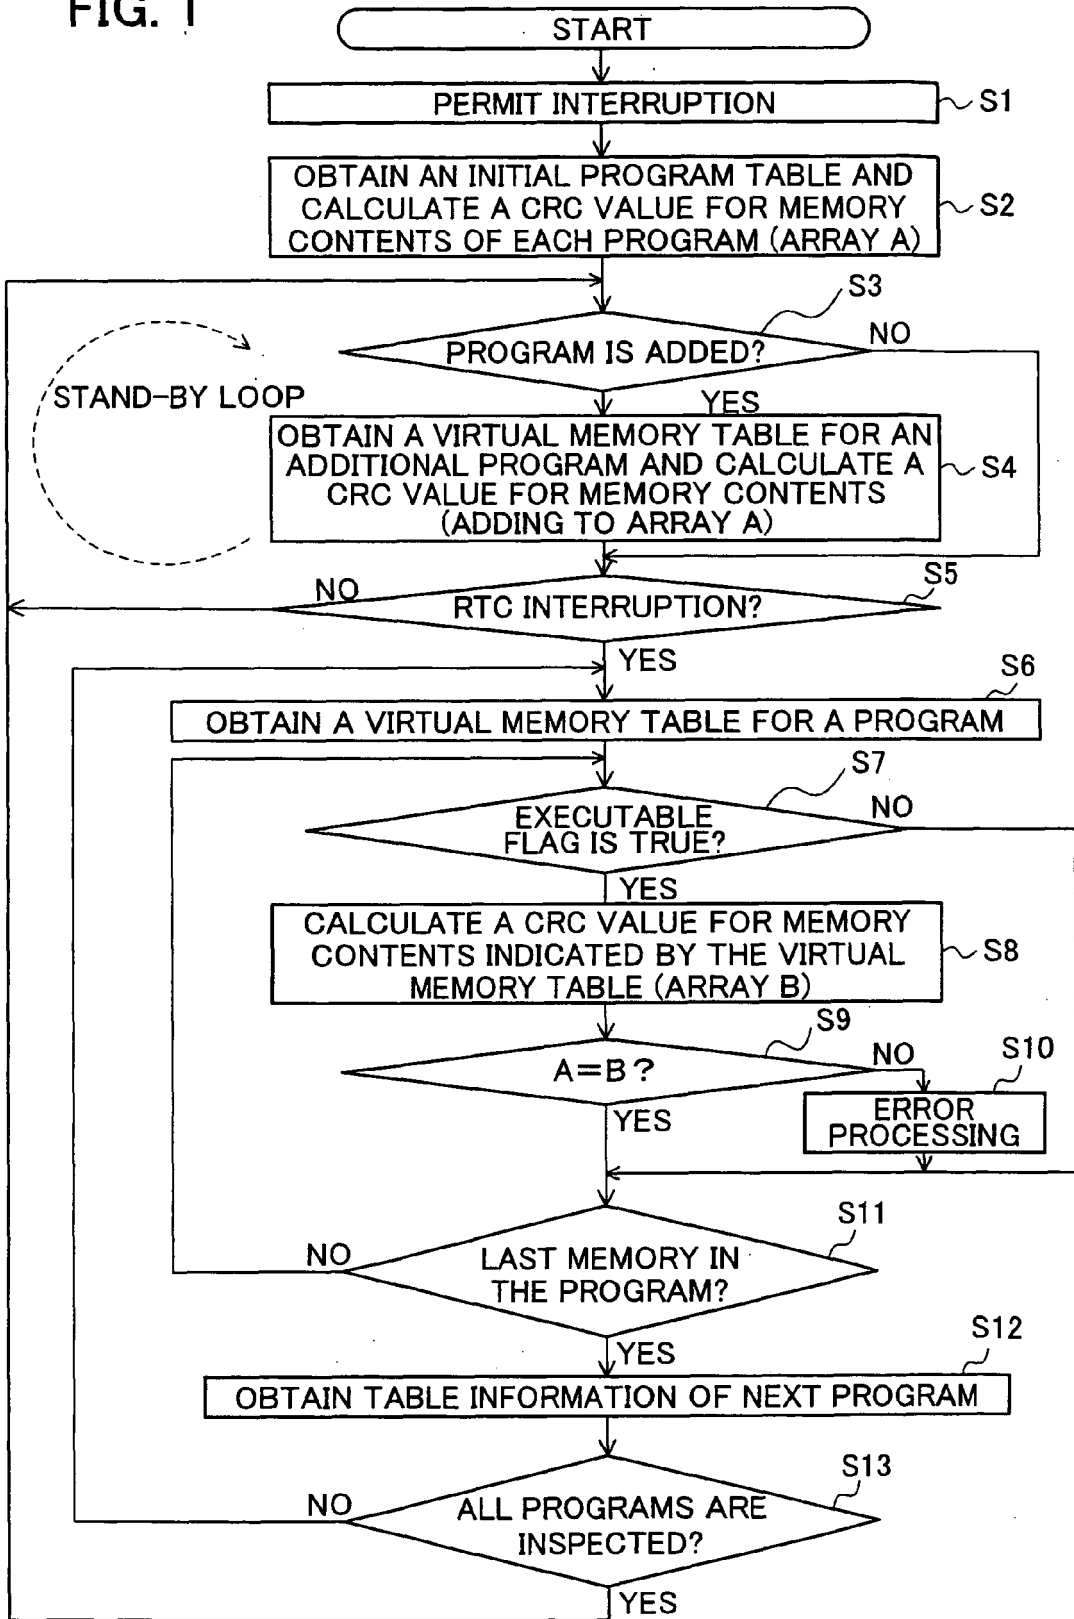 FIG. 1
START
PERMIT INTERRUPTION
S1
OBTAIN AN INITIAL PROGRAM TABLE AND
CALCULATE A CRC VALUE FOR MEMORY
CONTENTS OF EACH PROGRAM (ARRAY A)
S2
S3
PROGRAM IS ADDED?
NO
STAND-BY LOOP
YES
OBTAIN A VIRTUAL MEMORY TABLE FOR AN
ADDITIONAL PROGRAM AND CALCULATE A
CRC VALUE FOR MEMORY CONTENTS
(ADDING TO ARRAY A)
S4
S5
NO
RTC INTERRUPTION?
YES
S6
OBTAIN A VIRTUAL MEMORY TABLE FOR A PROGRAM
S7
EXECUTABLE
FLAG IS TRUE?
NO
YES
CALCULATE A CRC VALUE FOR MEMORY
CONTENTS INDICATED BY THE VIRTUAL
MEMORY TABLE (ARRAY B)
S8
S9
A=B?
NO
S10
YES
ERROR
PROCESSING
S11
NO
LAST MEMORY IN
THE PROGRAM?
YES
S12
OBTAIN TABLE INFORMATION OF NEXT PROGRAM
S13
NO
ALL PROGRAMS ARE
INSPECTED?
YES